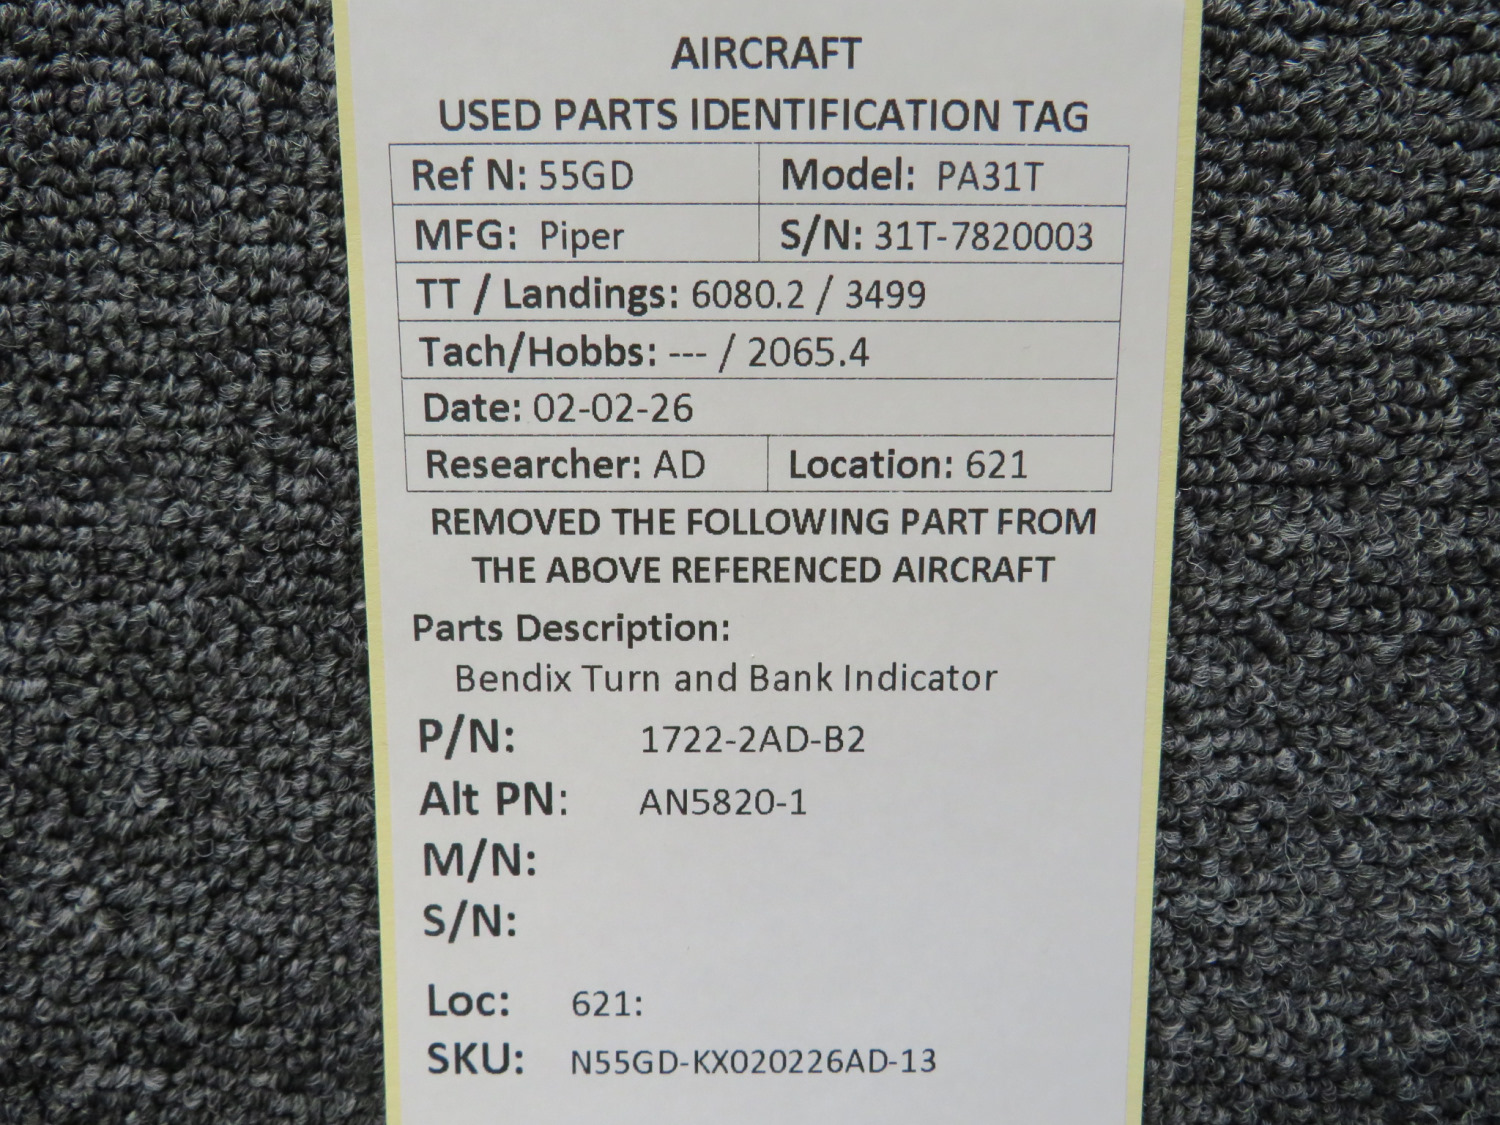 AIRCRAFT
USED PARTS IDENTIFICATION TAG
Ref N: 55GD Model: PA31T
MFG: Piper S/N: 31T-7820003
TT / Landings: 6080.2 / 3499
Tach/Hobbs: --- / 2065.4
Date: 02-02-26
Researcher: AD Location: 621
REMOVED THE FOLLOWING PART FROM
THE ABOVE REFERENCED AIRCRAFT
Parts Description:
Bendix Turn and Bank Indicator
P/N: 1722-2AD-B2
Alt PN: AN5820-1
M/N:
S/N:
Loc: 621:
SKU: N55GD-KX020226AD-13